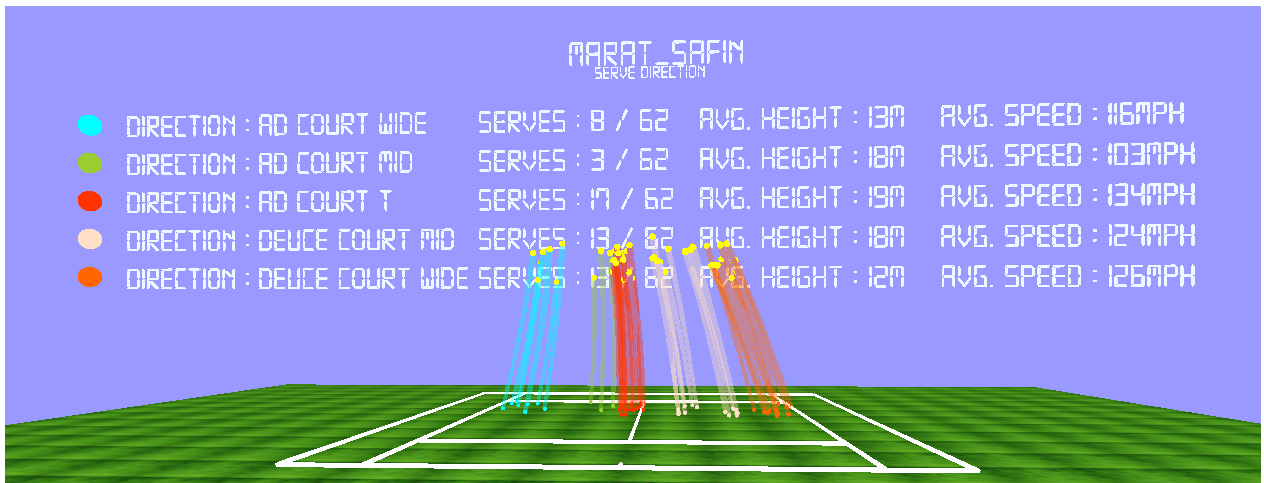 MARAT_SAFIN
SERVE DIRECTION
DIRECTION : AD COURT WIDE SERVES : 8 / 62 AVG. HEIGHT : 13M AVG. SPEED : 116MPH
DIRECTION : AD COURT MID SERVES : 3 / 62 AVG. HEIGHT : 18M AVG. SPEED : 103MPH
DIRECTION : AD COURT T SERVES : 17 / 62 AVG. HEIGHT : 19M AVG. SPEED : 134MPH
DIRECTION : DEUCE COURT MID SERVES : 13 / 62 AVG. HEIGHT : 18M AVG. SPEED : 124MPH
DIRECTION : DEUCE COURT WIDE SERVES : / 62 AVG. HEIGHT : 12M AVG. SPEED : 126MPH